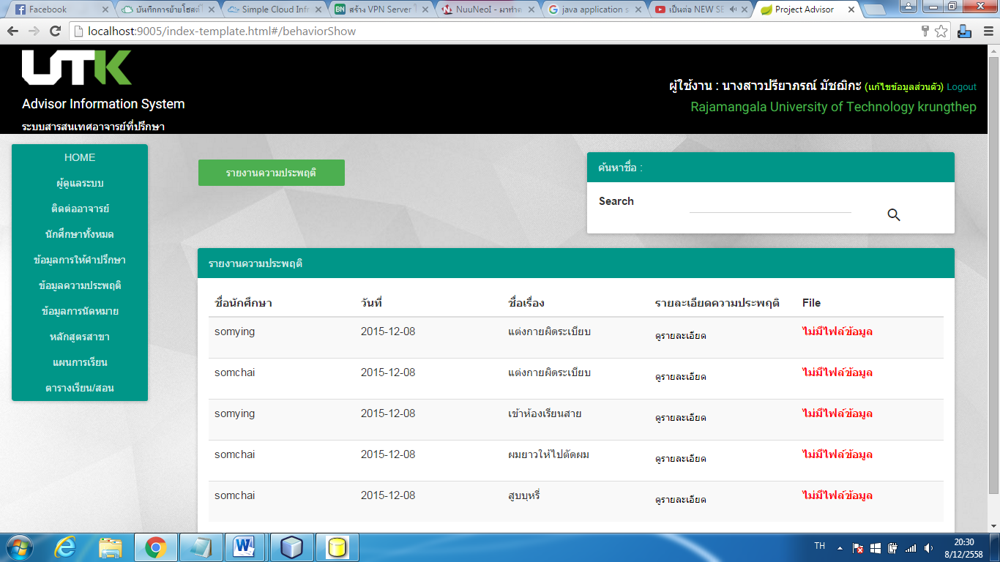 Facebook
บันทึกการย้ายโฮสต์
Simple Cloud Infr
สร้าง VPN Server
NuuNeoI - มาทำค
java application s
เป็นต่อ NEW SE
Project Advisor
localhost:9005/index-template.html#/behaviorShow
UTK
Advisor Information System
ระบบสารสนเทศอาจารย์ที่ปรึกษา
ผู้ใช้งาน : นางสาวปรียาภรณ์ มัชฌิกะ (แก้ไขข้อมูลส่วนตัว) Logout
Rajamangala University of Technology krungthep
HOME
ผู้ดูแลระบบ
ติดต่ออาจารย์
นักศึกษาทั้งหมด
ข้อมูลการให้คำปรึกษา
ข้อมูลความประพฤติ
ข้อมูลการนัดหมาย
หลักสูตรสาขา
แผนการเรียน
ตารางเรียน/สอน
รายงานความประพฤติ
ค้นหาชื่อ :
Search
รายงานความประพฤติ
ชื่อนักศึกษา วันที่ ชื่อเรื่อง รายละเอียดความประพฤติ File
somying 2015-12-08 แต่งกายผิดระเบียบ ดูรายละเอียด ไม่มีไฟล์ข้อมูล
somchai 2015-12-08 แต่งกายผิดระเบียบ ดูรายละเอียด ไม่มีไฟล์ข้อมูล
somying 2015-12-08 เข้าห้องเรียนสาย ดูรายละเอียด ไม่มีไฟล์ข้อมูล
somchai 2015-12-08 ผมยาวให้ไปตัดผม ดูรายละเอียด ไม่มีไฟล์ข้อมูล
somchai 2015-12-08 สูบบุหรี่ ดูรายละเอียด ไม่มีไฟล์ข้อมูล
TH
20:30
8/12/2558